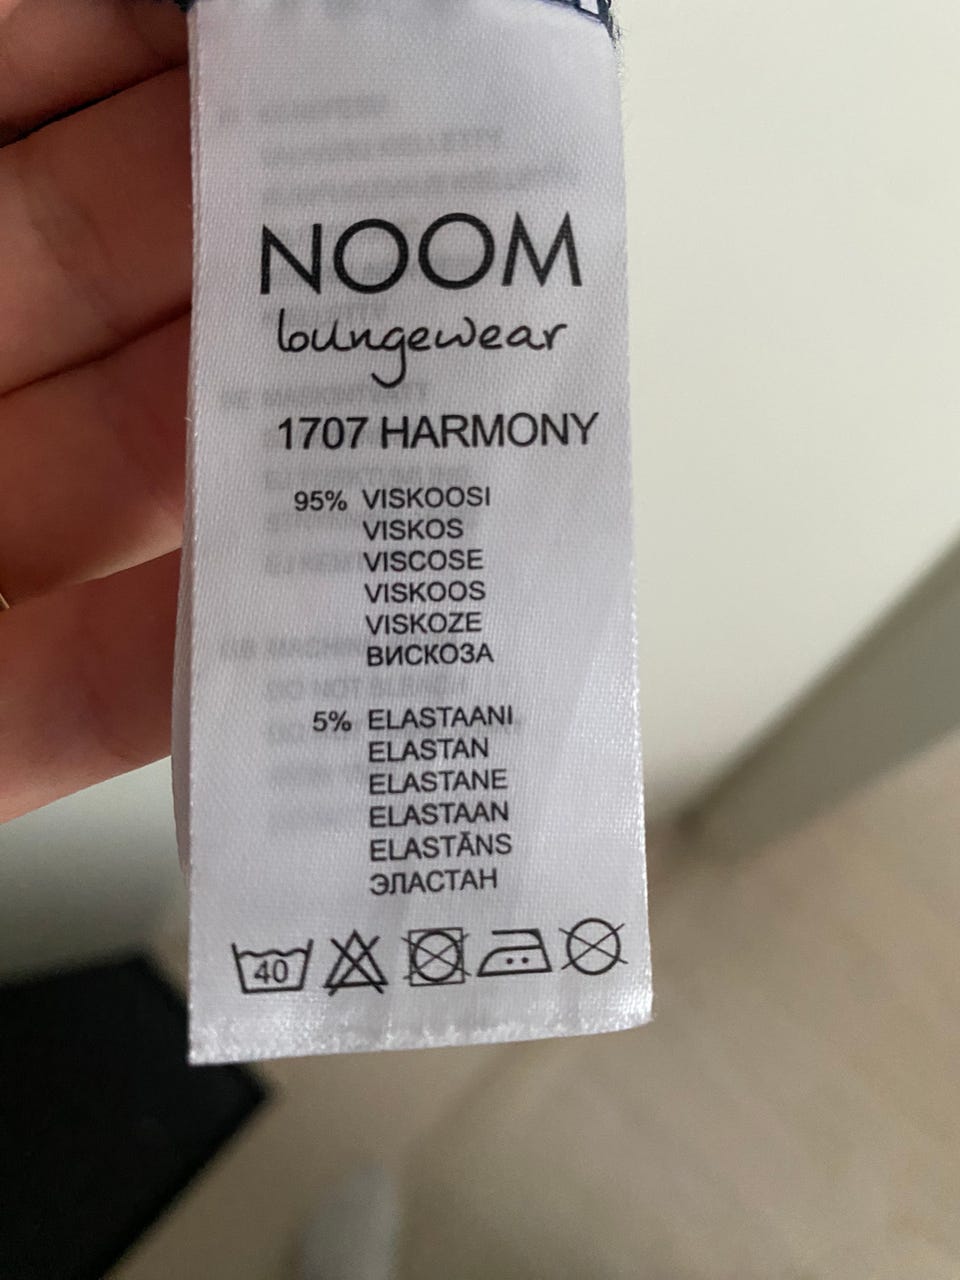 NOOM
loungewear
1707 HARMONY
95% VISKOOSI
VISKOS
VISCOSE
VISKOOS
VISKOZE
ВИСКОЗА
5% ELASTAANI
ELASTAN
ELASTANE
ELASTAAN
ELASTĀNS
ЭЛАСТАН
40